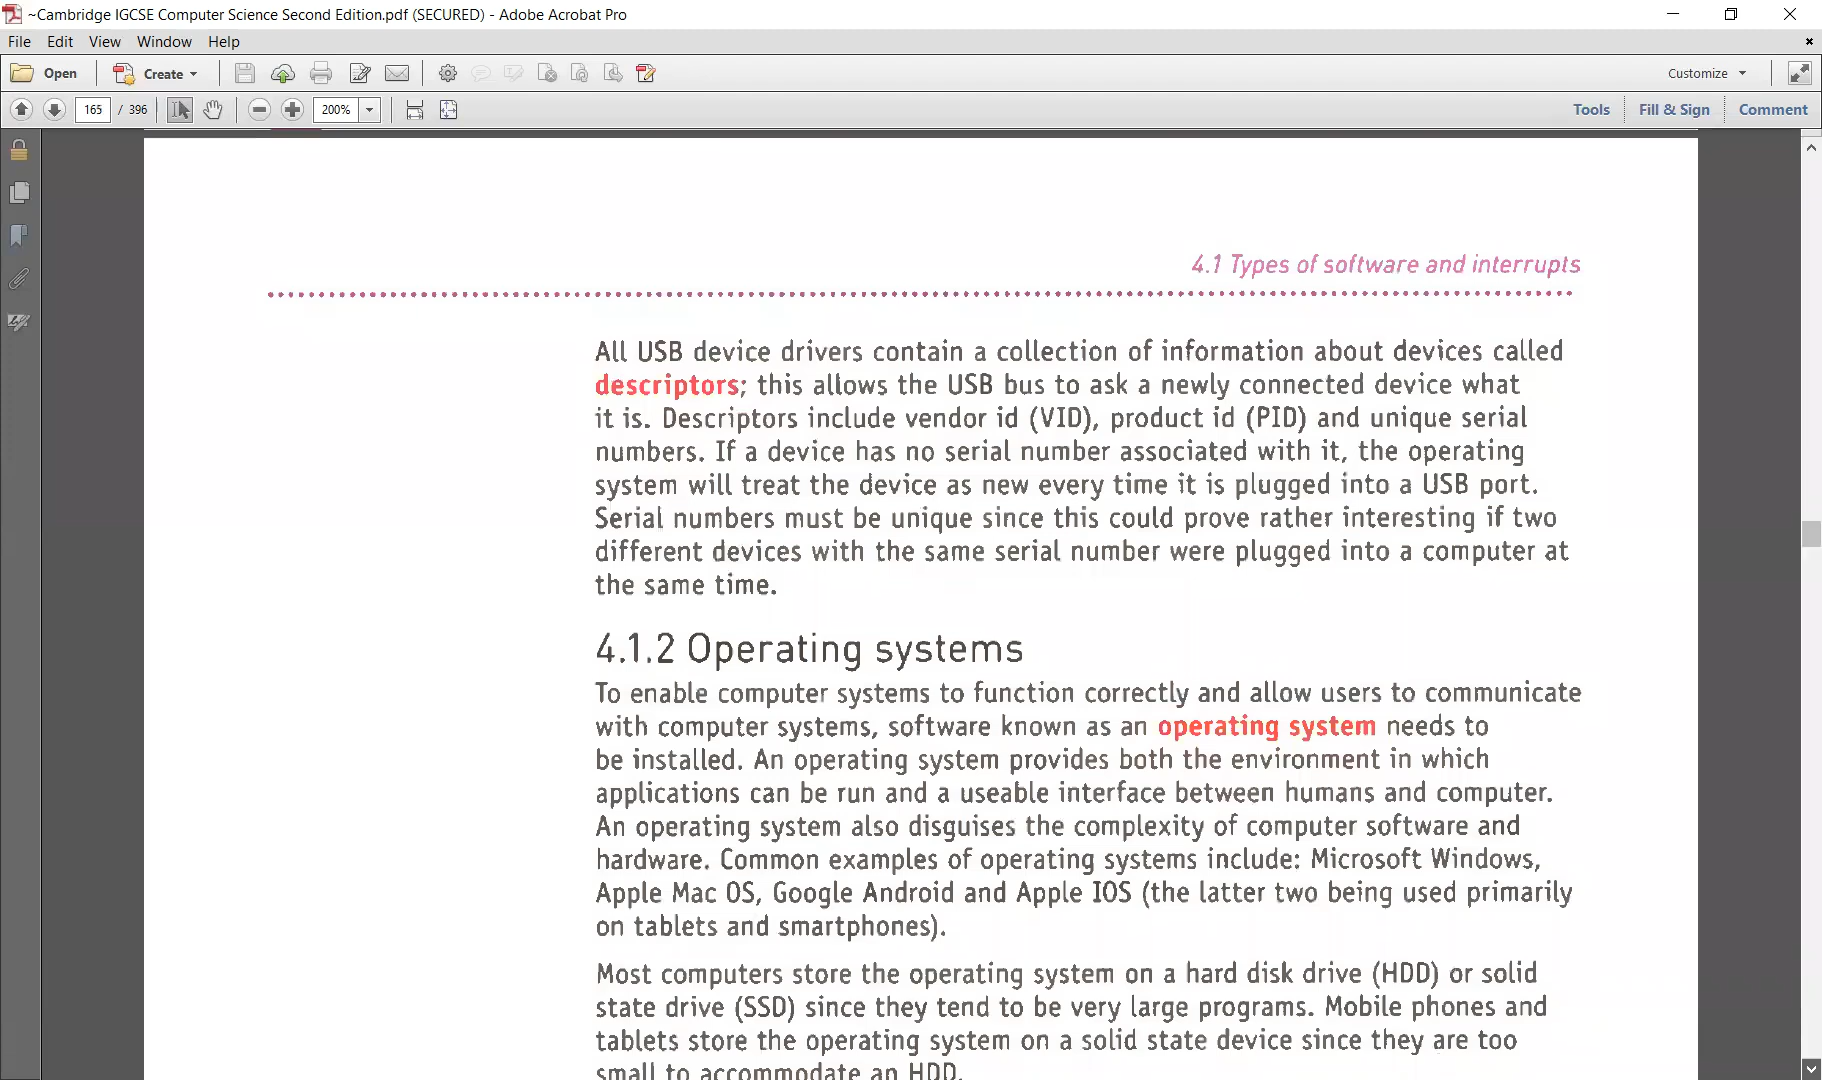 ~Cambridge IGCSE Computer Science Second Edition.pdf (SECURED) - Adobe Acrobat Pro
File Edit View Window Help
Open Create Customize
165 / 396 200% Tools Fill & Sign Comment
4.1 Types of software and interrupts
All USB device drivers contain a collection of information about devices called
descriptors; this allows the USB bus to ask a newly connected device what
it is. Descriptors include vendor id (VID), product id (PID) and unique serial
numbers. If a device has no serial number associated with it, the operating
system will treat the device as new every time it is plugged into a USB port.
Serial numbers must be unique since this could prove rather interesting if two
different devices with the same serial number were plugged into a computer at
the same time.
4.1.2 Operating systems
To enable computer systems to function correctly and allow users to communicate
with computer systems, software known as an operating system needs to
be installed. An operating system provides both the environment in which
applications can be run and a useable interface between humans and computer.
An operating system also disguises the complexity of computer software and
hardware. Common examples of operating systems include: Microsoft Windows,
Apple Mac OS, Google Android and Apple IOS (the latter two being used primarily
on tablets and smartphones).
Most computers store the operating system on a hard disk drive (HDD) or solid
state drive (SSD) since they tend to be very large programs. Mobile phones and
tablets store the operating system on a solid state device since they are too
small to accommodate an HDD.